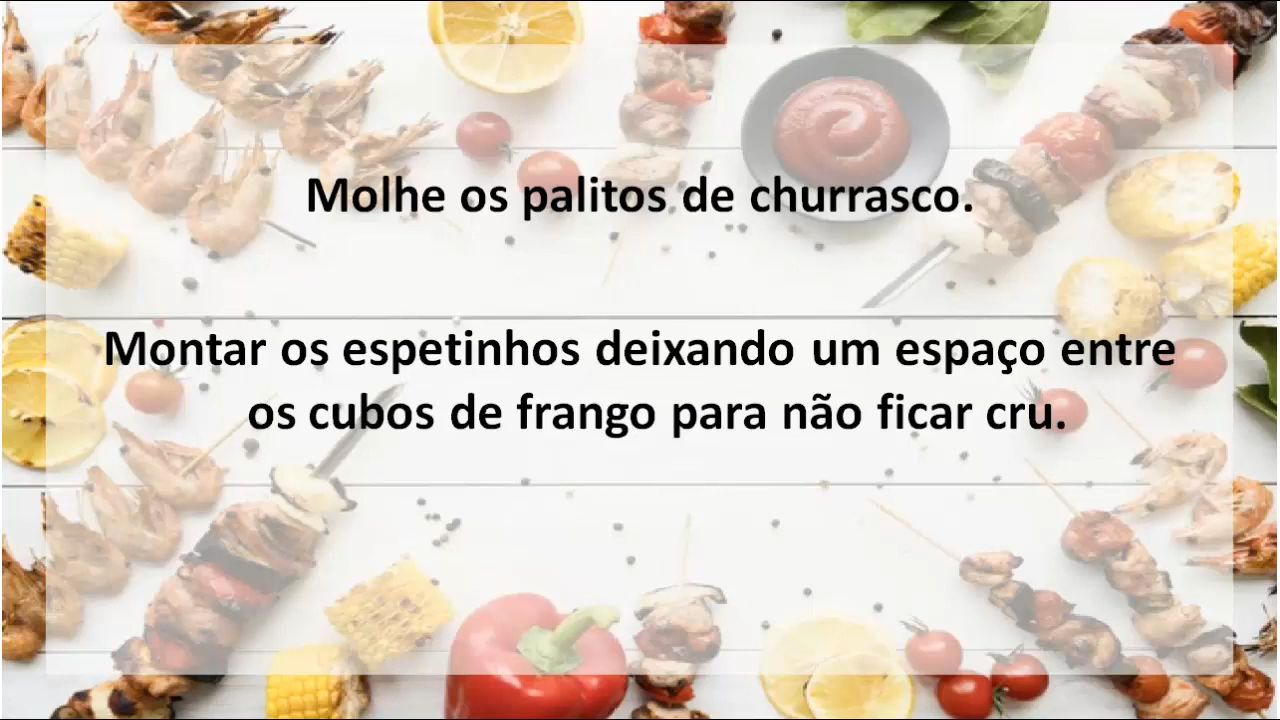 Molhe os palitos de churrasco.
Montar os espetinhos deixando um espaço entre
os cubos de frango para não ficar cru.